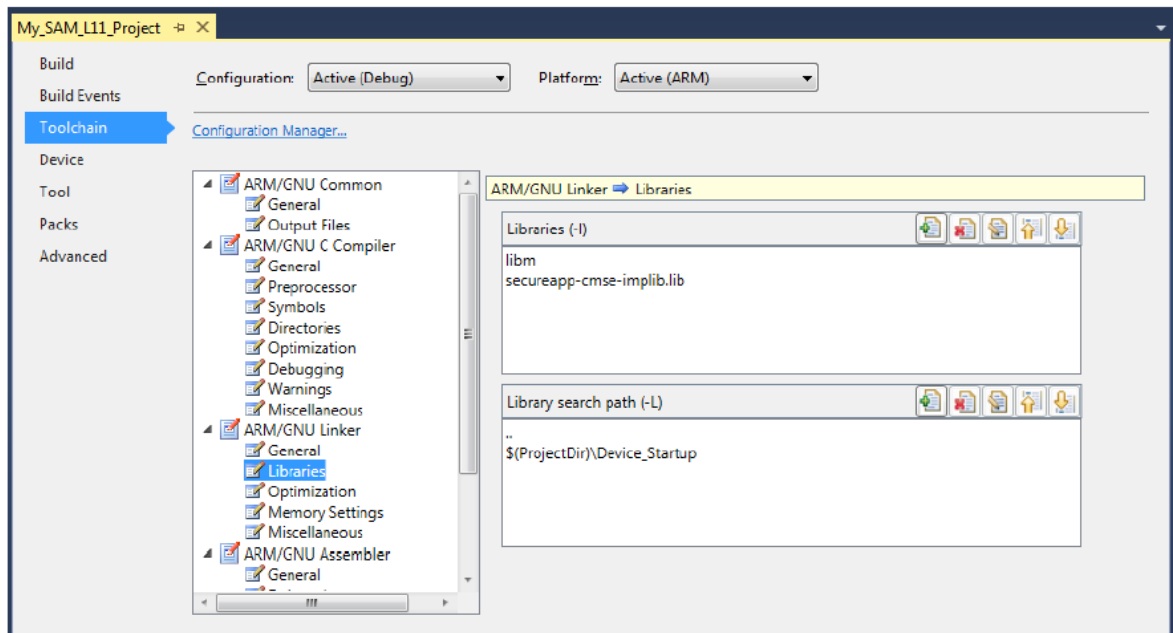 My_SAM_L11_Project
Build
Build Events
Toolchain
Device
Tool
Packs
Advanced
Configuration: Active (Debug) Platform: Active (ARM)
Configuration Manager...
ARM/GNU Common
General
Output Files
ARM/GNU C Compiler
General
Preprocessor
Symbols
Directories
Optimization
Debugging
Warnings
Miscellaneous
ARM/GNU Linker
General
Libraries
Optimization
Memory Settings
Miscellaneous
ARM/GNU Assembler
General
ARM/GNU Linker ➡ Libraries
Libraries (-l)
libm
secureapp-cmse-implib.lib
Library search path (-L)
..
$(ProjectDir)\Device_Startup